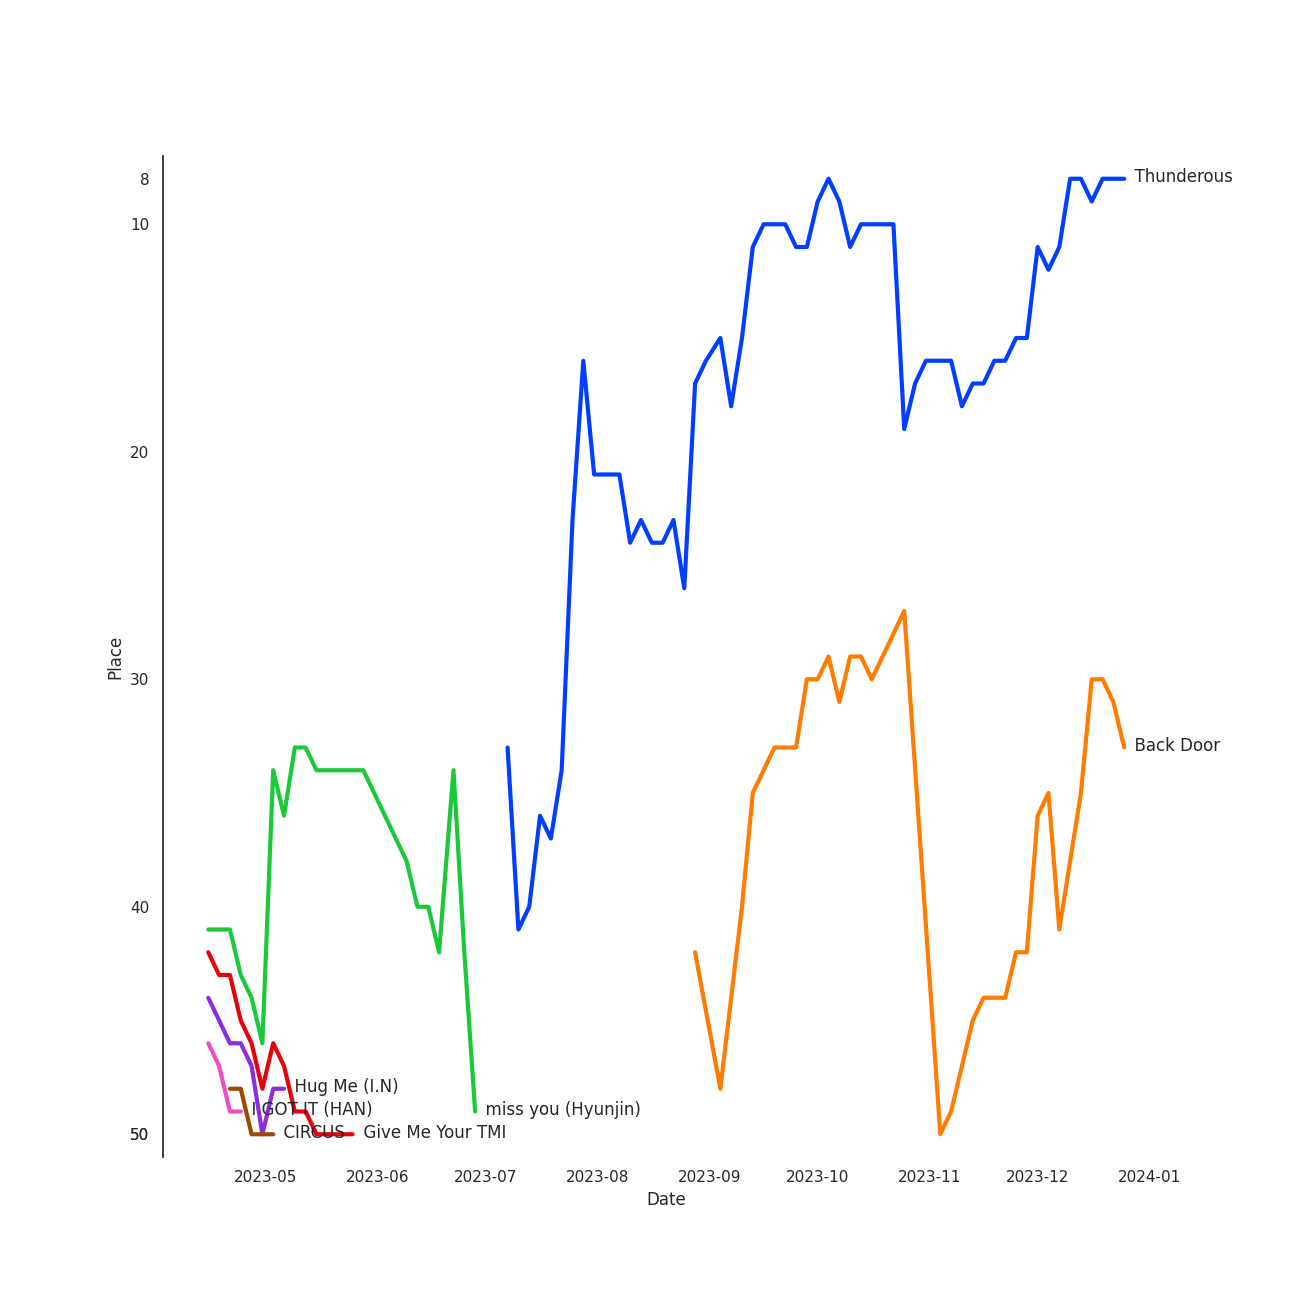 8
Thunderous
10
20
Place
30
Back Door
40
Hug Me (I.N)
I GOT IT (HAN)
miss you (Hyunjin)
50
CIRCUS
Give Me Your TMI
2023-05 2023-06 2023-07 2023-08 2023-09 2023-10 2023-11 2023-12 2024-01
Date